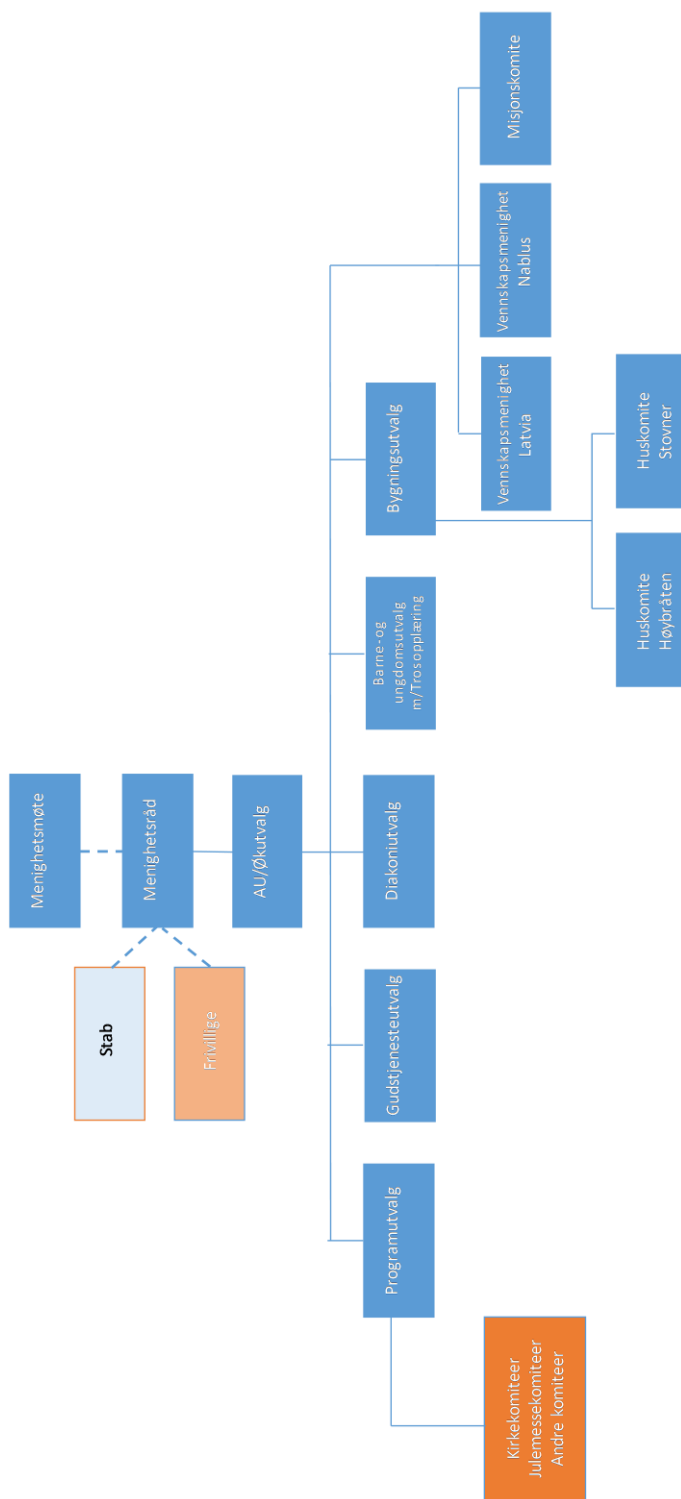 Menighetsmøte
Stab
Menighetsråd
Frivillige
AU/Økutvalg
Programutvalg
Gudstjenesteutvalg
Diakoniutvalg
Barne- og
ungdomsutvalg
m/Trosopplæring
Bygningsutvalg
Kirkekomiteer
Julemessekomiteer
Andre komiteer
Vennskapsmenighet
Latvia
Vennskapsmenighet
Nablus
Misjonskomite
Huskomite
Høybråten
Huskomite
Stovner